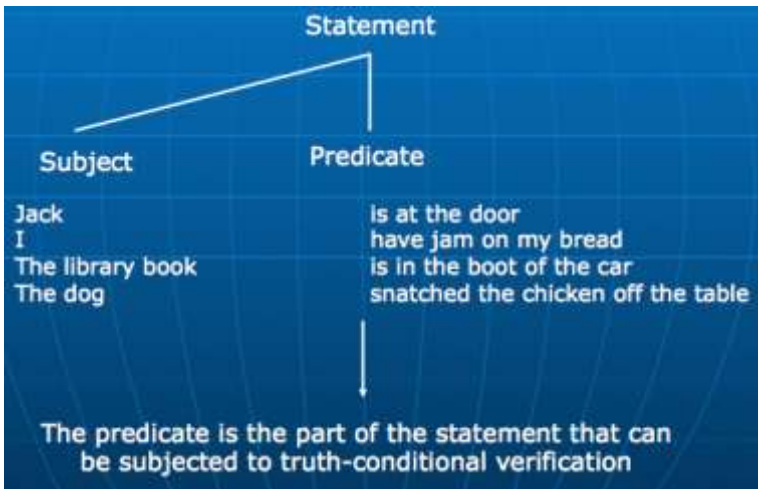 Statement
Subject
Predicate
Jack is at the door
I have jam on my bread
The library book is in the boot of the car
The dog snatched the chicken off the table
The predicate is the part of the statement that can
be subjected to truth-conditional verification